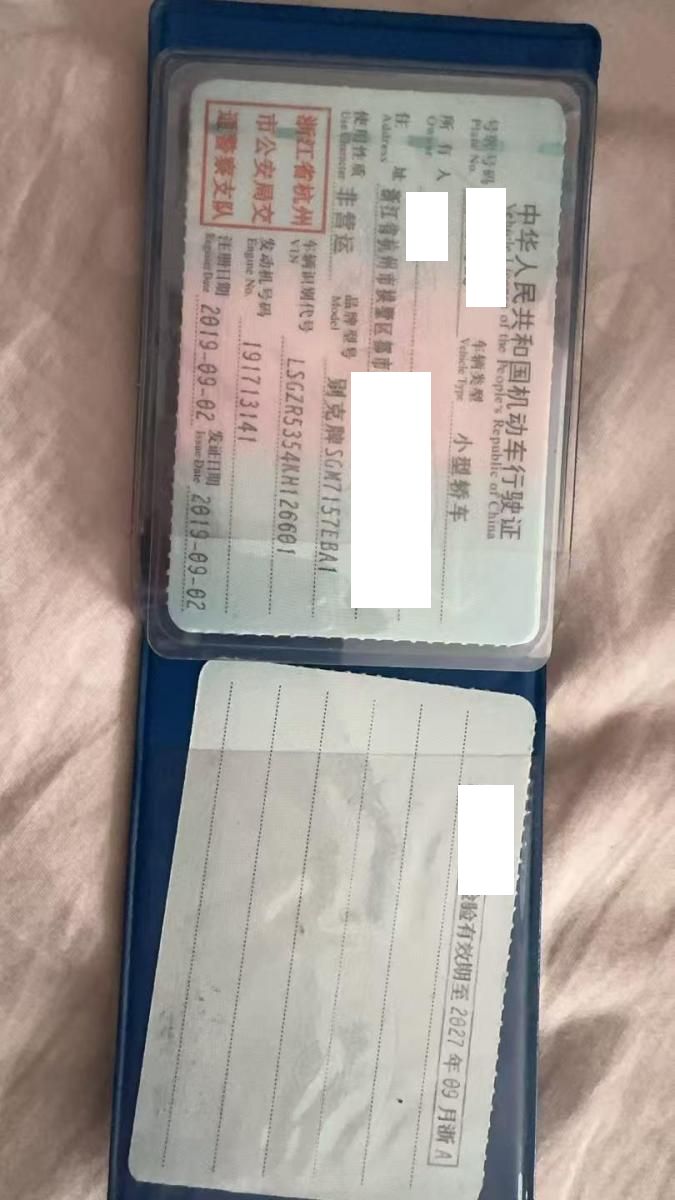 中华人民共和国机动车行驶证
of the People's Republic of China
号牌号码
Plate No.
车辆类型 小型轿车
Vehicle Type
所有人
Owner
住址 浙江省杭州市拱墅区都市
Address
使用性质 非营运 品牌型号 别克牌SGM7157EBA1
Use Character Model
浙江省杭州
市公安局交
通警察支队
车辆识别代号 LSGZR5354KH126601
VIN
发动机号码 191713141
Engine No.
注册日期 2019-09-02 发证日期 2019-09-02
Register Date Issue Date
验有效期至2027年09月浙A